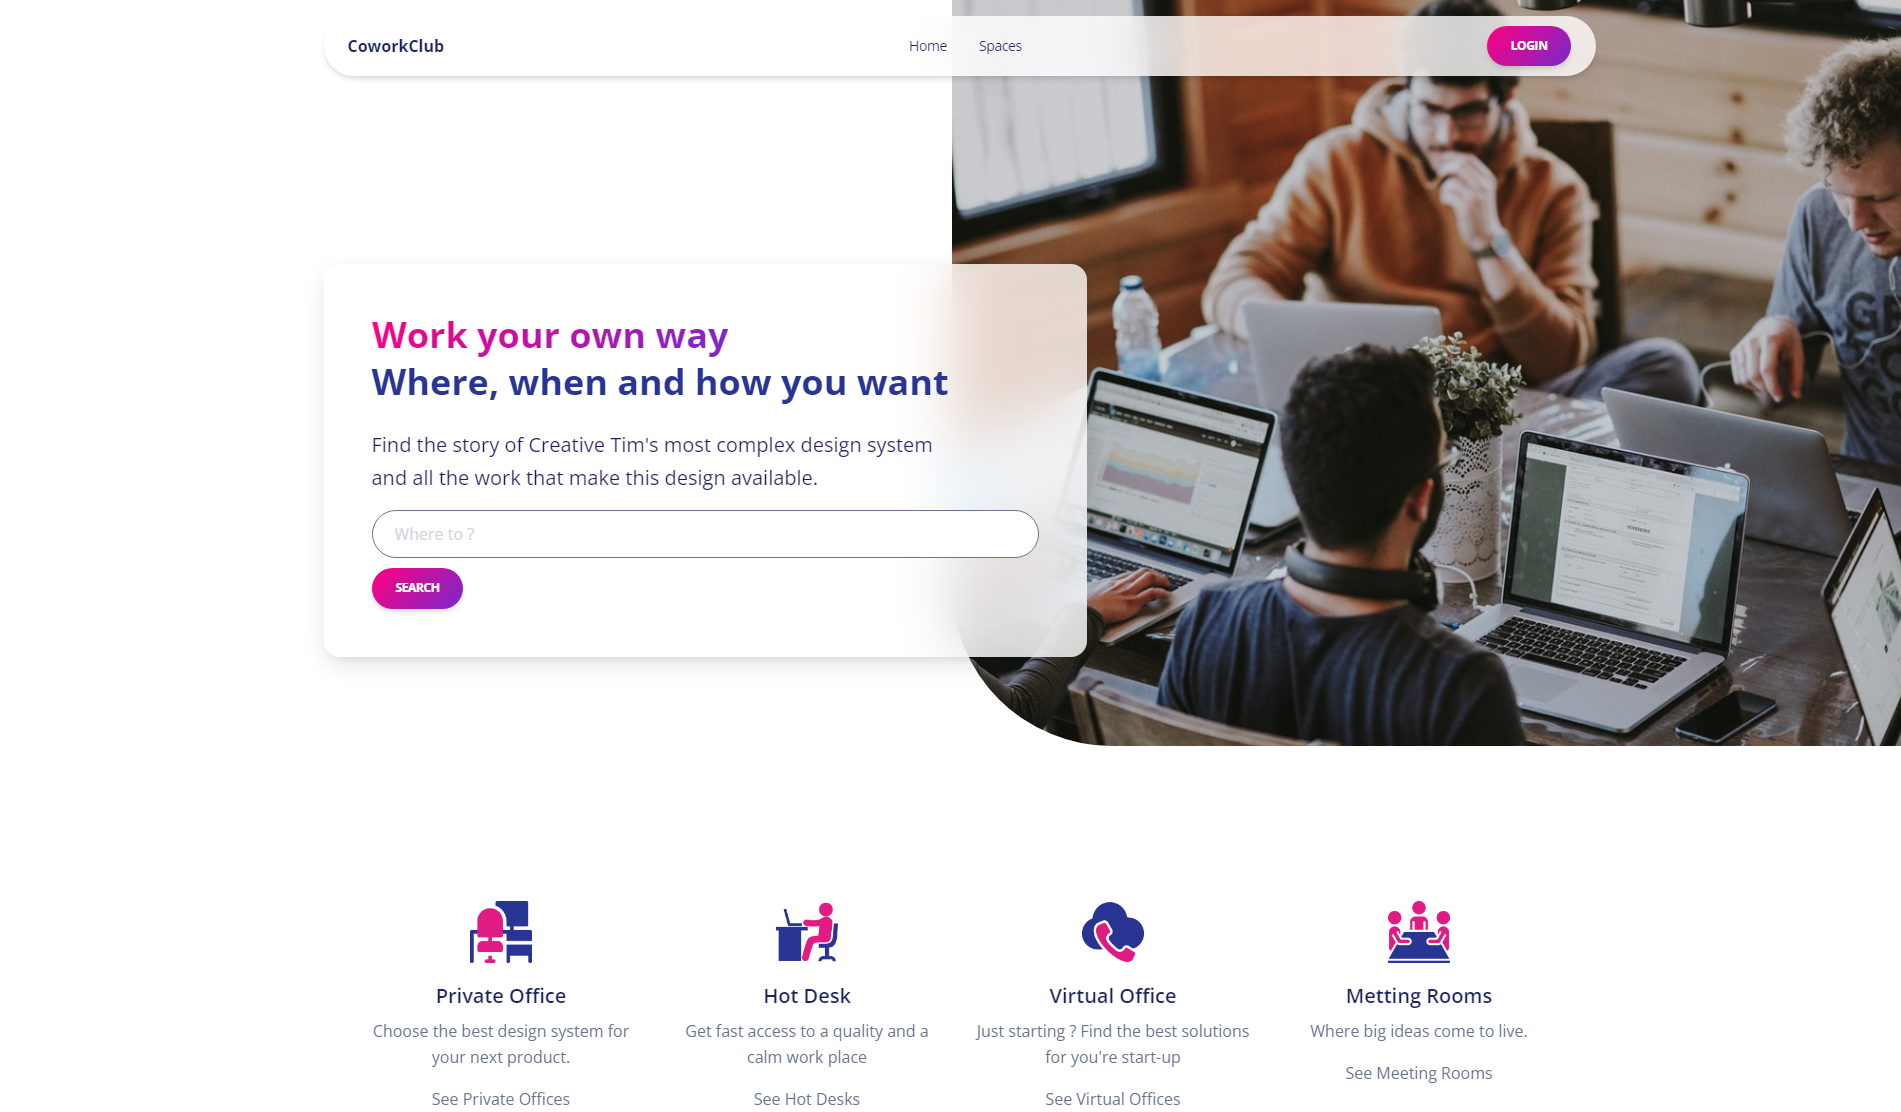 CoworkClub
Home
Spaces
LOGIN
Work your own way
Where, when and how you want
Find the story of Creative Tim's most complex design system
and all the work that make this design available.
Where to ?
SEARCH
Private Office
Choose the best design system for
your next product.
See Private Offices
Hot Desk
Get fast access to a quality and a
calm work place
See Hot Desks
Virtual Office
Just starting ? Find the best solutions
for you're start-up
See Virtual Offices
Metting Rooms
Where big ideas come to live.
See Meeting Rooms